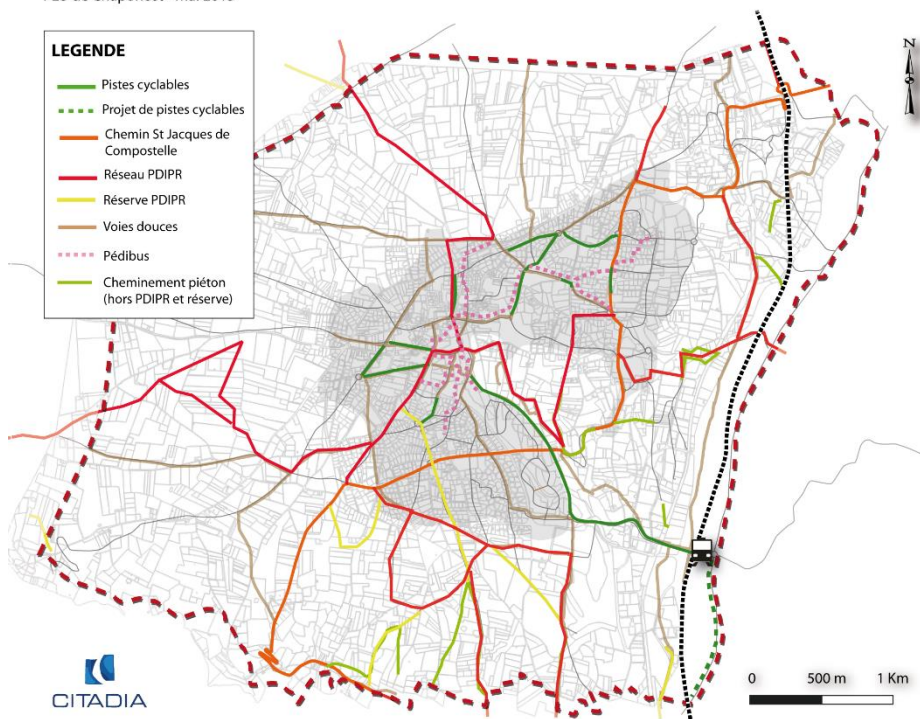 LEGENDE
Pistes cyclables
Projet de pistes cyclables
Chemin St Jacques de
Compostelle
Réseau PDIPR
Réserve PDIPR
Voies douces
Pédibus
Cheminement piéton
(hors PDIPR et réserve)
N
CITADIA
0 500 m 1 Km